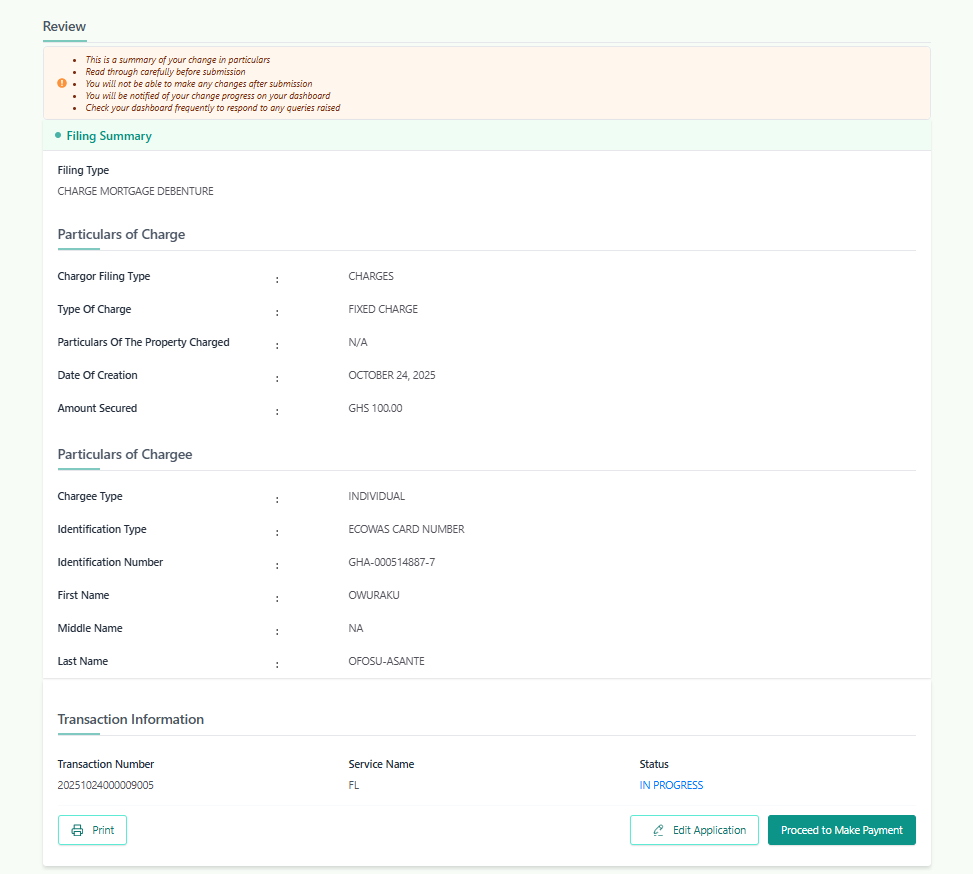 Review
This is a summary of your change in particulars
Read through carefully before submission
You will not be able to make any changes after submission
You will be notified of your change progress on your dashboard
Check your dashboard frequently to respond to any queries raised
Filing Summary
Filing Type
CHARGE MORTGAGE DEBENTURE
Particulars of Charge
Chargor Filing Type : CHARGES
Type Of Charge : FIXED CHARGE
Particulars Of The Property Charged : N/A
Date Of Creation : OCTOBER 24, 2025
Amount Secured : GHS 100.00
Particulars of Chargee
Chargee Type : INDIVIDUAL
Identification Type : ECOWAS CARD NUMBER
Identification Number : GHA-000514887-7
First Name : OWURAKU
Middle Name : NA
Last Name : OFOSU-ASANTE
Transaction Information
Transaction Number Service Name Status
20251024000009005 FL IN PROGRESS
Print Edit Application Proceed to Make Payment